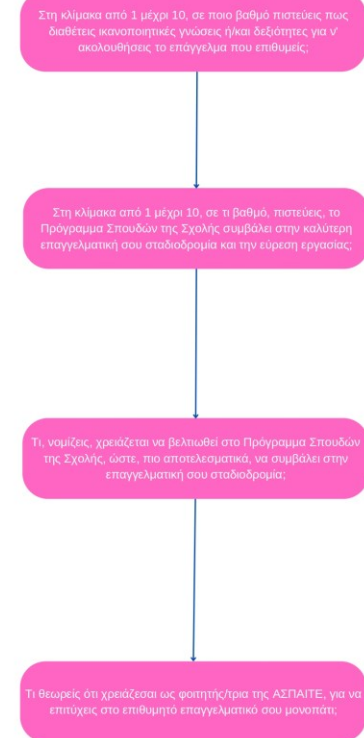 Στη κλίμακα από 1 μέχρι 10, σε ποιο βαθμό πιστεύεις πως
διαθέτεις ικανοποιητικές γνώσεις ή/και δεξιότητες για ν'
ακολουθήσεις το επάγγελμα που επιθυμείς;
Στη κλίμακα από 1 μέχρι 10, σε τι βαθμό, πιστεύεις, το
Πρόγραμμα Σπουδών της Σχολής συμβάλει στην καλύτερη
επαγγελματική σου σταδιοδρομία και την εύρεση εργασίας;
Τι, νομίζεις, χρειάζεται να βελτιωθεί στο Πρόγραμμα Σπουδών
της Σχολής, ώστε, πιο αποτελεσματικά, να συμβάλει στην
επαγγελματική σου σταδιοδρομία;
Τι θεωρείς ότι χρειάζεσαι ως φοιτητής/τρια της ΑΣΠΑΙΤΕ, για να
επιτύχεις στο επιθυμητό επαγγελματικό σου μονοπάτι;